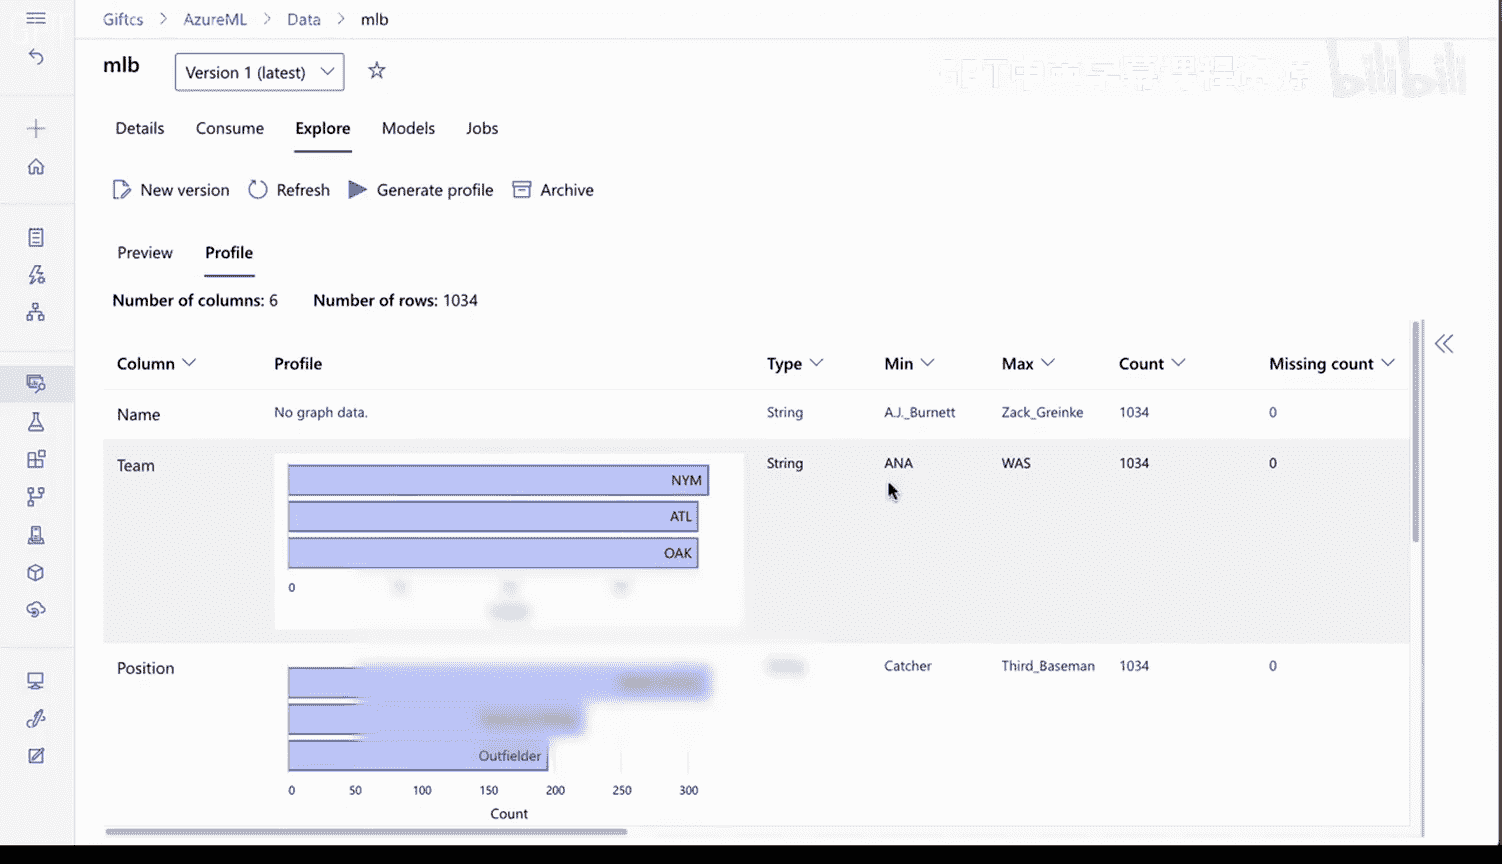 Giftcs > AzureML > Data > mlb
mlb
Version 1 (latest)
Details Consume Explore Models Jobs
New version Refresh Generate profile Archive
Preview Profile
Number of columns: 6 Number of rows: 1034
Column Profile Type Min Max Count Missing count
Name No graph data. String A.J._Burnett Zack_Greinke 1034 0
Team String ANA WAS 1034 0
NYM
ATL
OAK
0
Position Catcher Third_Baseman 1034 0
Outfielder
0 50 100 150 200 250 300
Count
bilibili